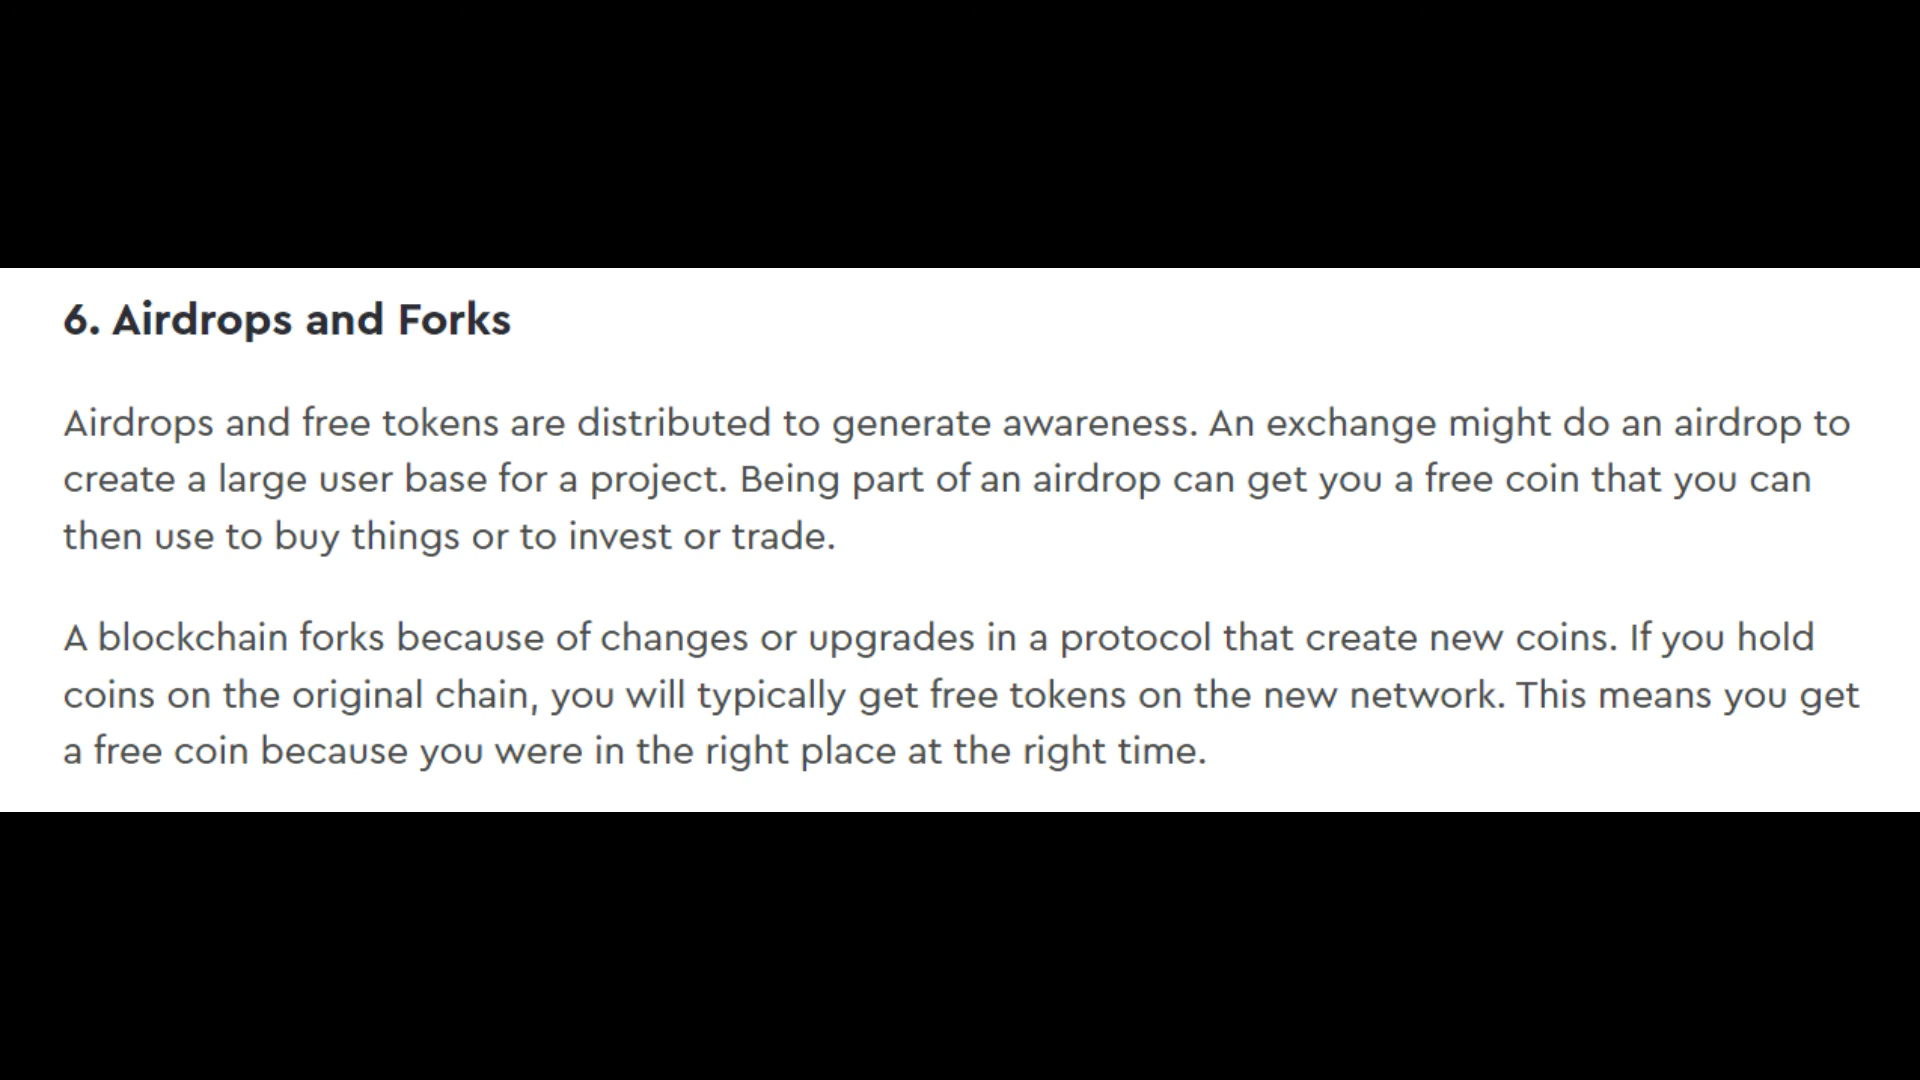 6. Airdrops and Forks
Airdrops and free tokens are distributed to generate awareness. An exchange might do an airdrop to
create a large user base for a project. Being part of an airdrop can get you a free coin that you can
then use to buy things or to invest or trade.
A blockchain forks because of changes or upgrades in a protocol that create new coins. If you hold
coins on the original chain, you will typically get free tokens on the new network. This means you get
a free coin because you were in the right place at the right time.